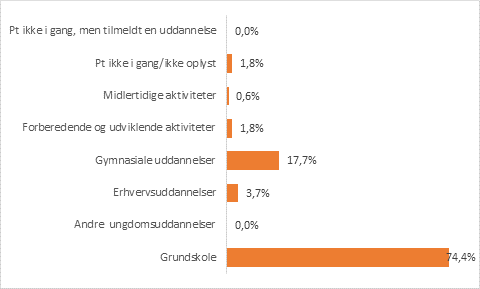 Pt ikke i gang, men tilmeldt en uddannelse 0,0%
Pt ikke i gang/ikke oplyst 1,8%
Midlertidige aktiviteter 0,6%
Forberedende og udviklende aktiviteter 1,8%
Gymnasiale uddannelser 17,7%
Erhvervsuddannelser 3,7%
Andre ungdomsuddannelser 0,0%
Grundskole 74,4%